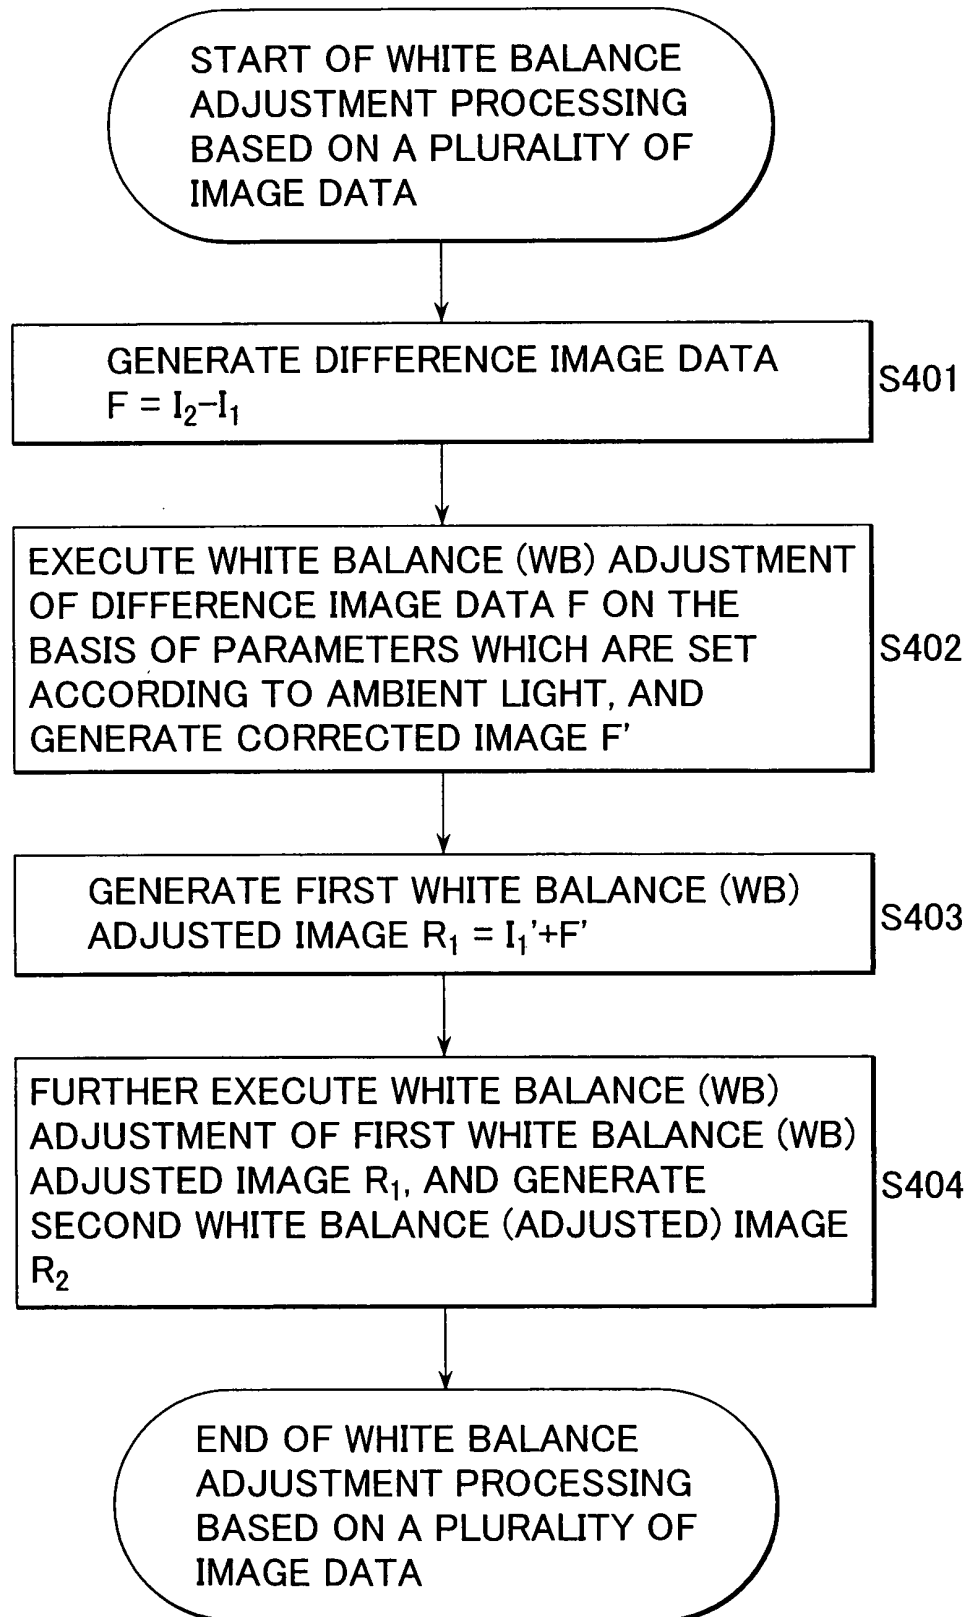 START OF WHITE BALANCE
ADJUSTMENT PROCESSING
BASED ON A PLURALITY OF
IMAGE DATA
GENERATE DIFFERENCE IMAGE DATA
F = I₂−I₁
S401
EXECUTE WHITE BALANCE (WB) ADJUSTMENT
OF DIFFERENCE IMAGE DATA F ON THE
BASIS OF PARAMETERS WHICH ARE SET
ACCORDING TO AMBIENT LIGHT, AND
GENERATE CORRECTED IMAGE F'
S402
GENERATE FIRST WHITE BALANCE (WB)
ADJUSTED IMAGE R₁ = I₁'+F'
S403
FURTHER EXECUTE WHITE BALANCE (WB)
ADJUSTMENT OF FIRST WHITE BALANCE (WB)
ADJUSTED IMAGE R₁, AND GENERATE
SECOND WHITE BALANCE (ADJUSTED) IMAGE
R₂
S404
END OF WHITE BALANCE
ADJUSTMENT PROCESSING
BASED ON A PLURALITY OF
IMAGE DATA